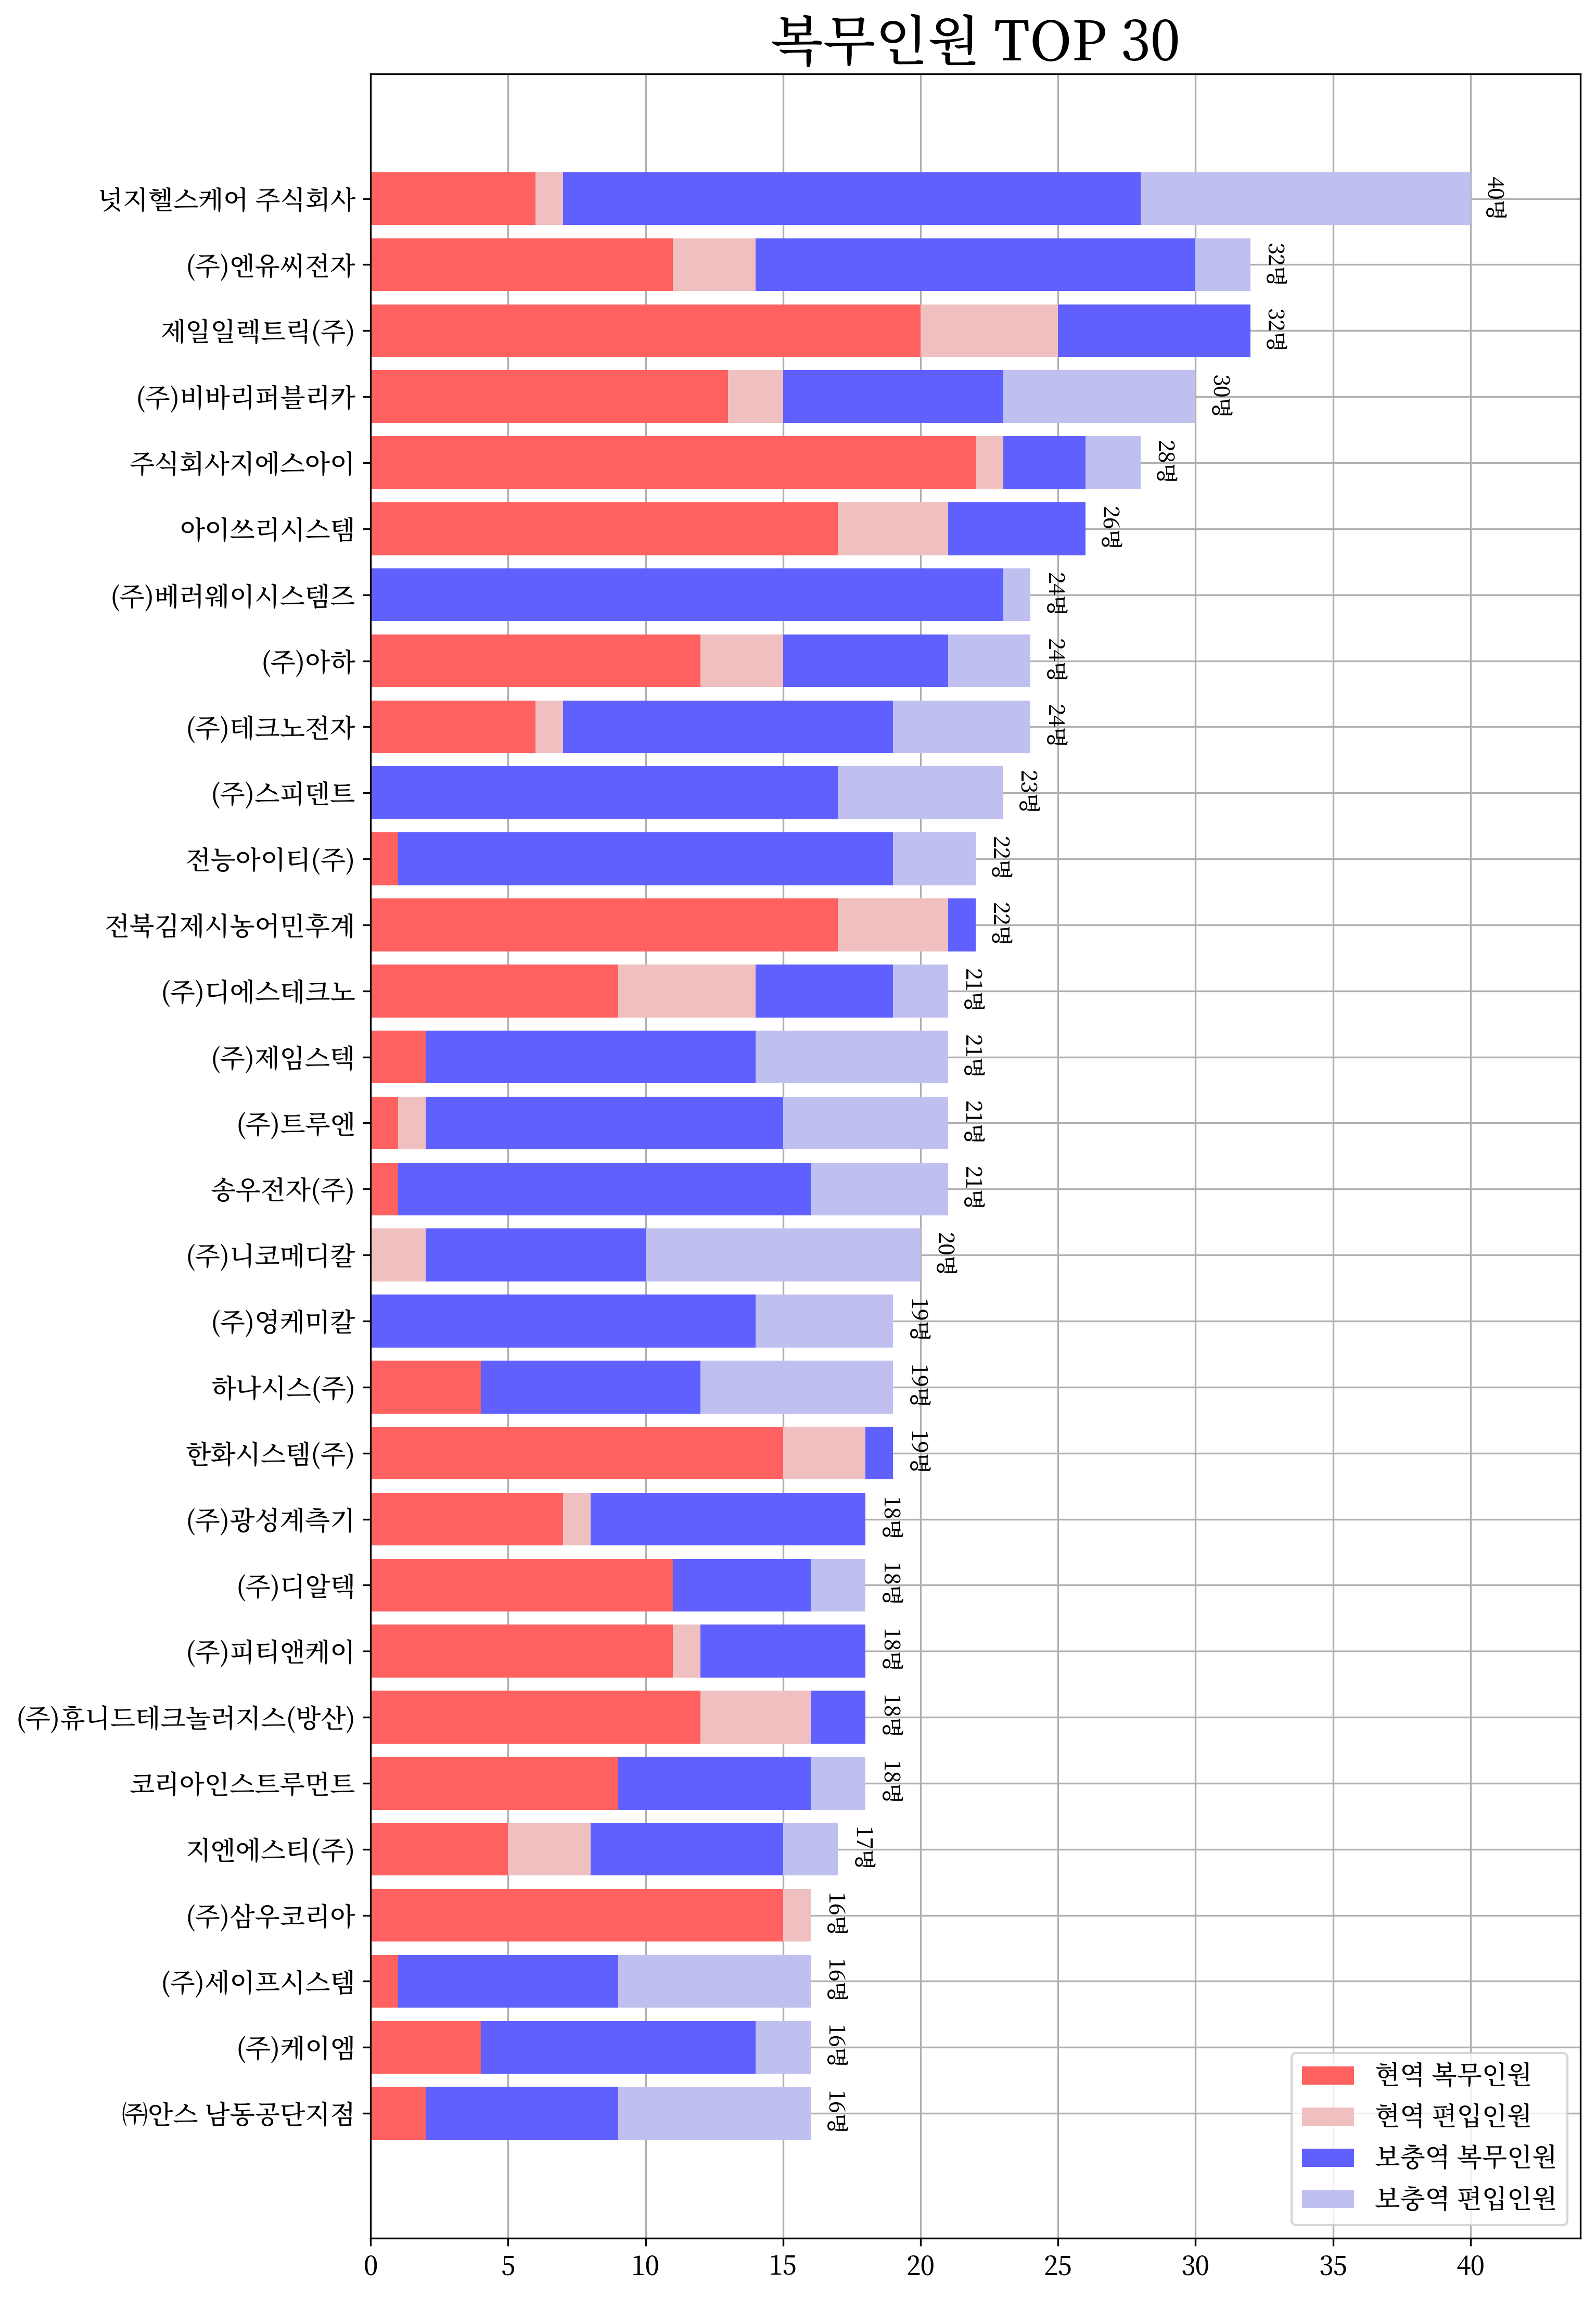 복무인원 TOP 30
넛지헬스케어 주식회사 40명
(주)엔유씨전자 32명
제일일렉트릭(주) 32명
(주)비바리퍼블리카 30명
주식회사지에스아이 28명
아이쓰리시스템 26명
(주)베러웨이시스템즈 24명
(주)아하 24명
(주)테크노전자 24명
(주)스피덴트 23명
전능아이티(주) 22명
전북김제시농어민후계 22명
(주)디에스테크노 21명
(주)제임스텍 21명
(주)트루엔 21명
송우전자(주) 21명
(주)니코메디칼 20명
(주)영케미칼 19명
하나시스(주) 19명
한화시스템(주) 19명
(주)광성계측기 18명
(주)디알텍 18명
(주)피티앤케이 18명
(주)휴니드테크놀러지스(방산) 18명
코리아인스트루먼트 18명
지엔에스티(주) 17명
(주)삼우코리아 16명
(주)세이프시스템 16명
(주)케이엠 16명
㈜안스 남동공단지점 16명
현역 복무인원
현역 편입인원
보충역 복무인원
보충역 편입인원
0 5 10 15 20 25 30 35 40